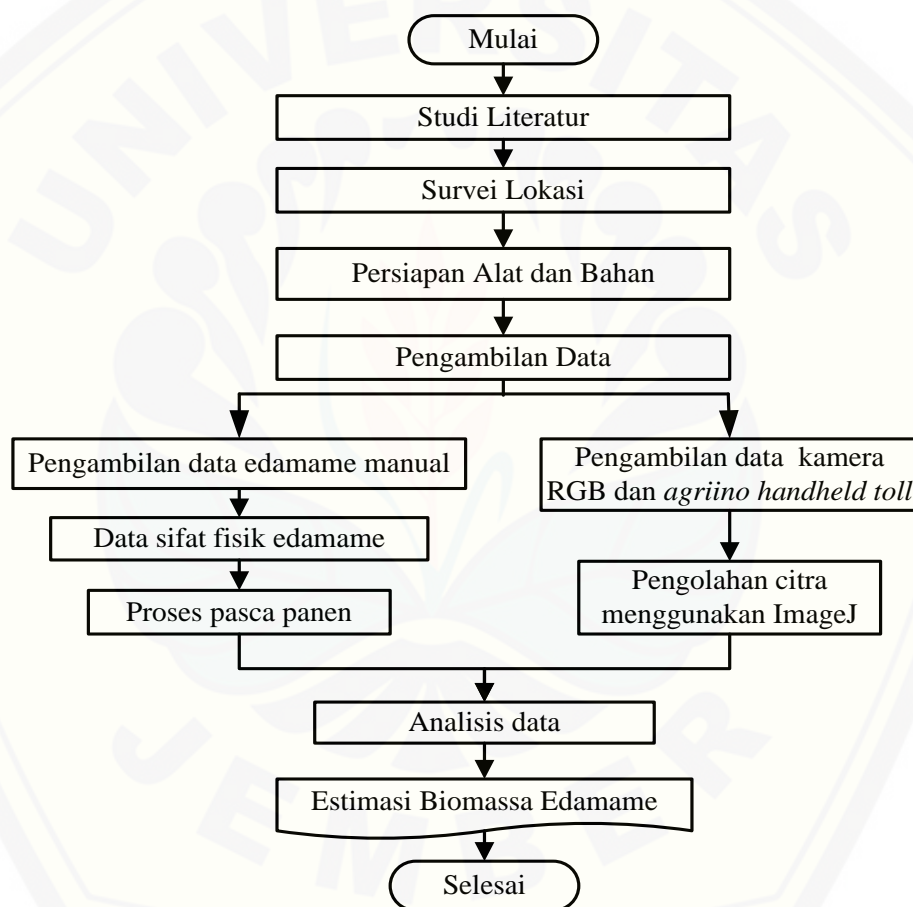 UNIVERSITAS
Mulai
Studi Literatur
Survei Lokasi
Persiapan Alat dan Bahan
Pengambilan Data
Pengambilan data edamame manual
Data sifat fisik edamame
Proses pasca panen
Pengambilan data kamera
RGB dan agriino handheld toll
Pengolahan citra
menggunakan ImageJ
Analisis data
Estimasi Biomassa Edamame
Selesai
JEMBER